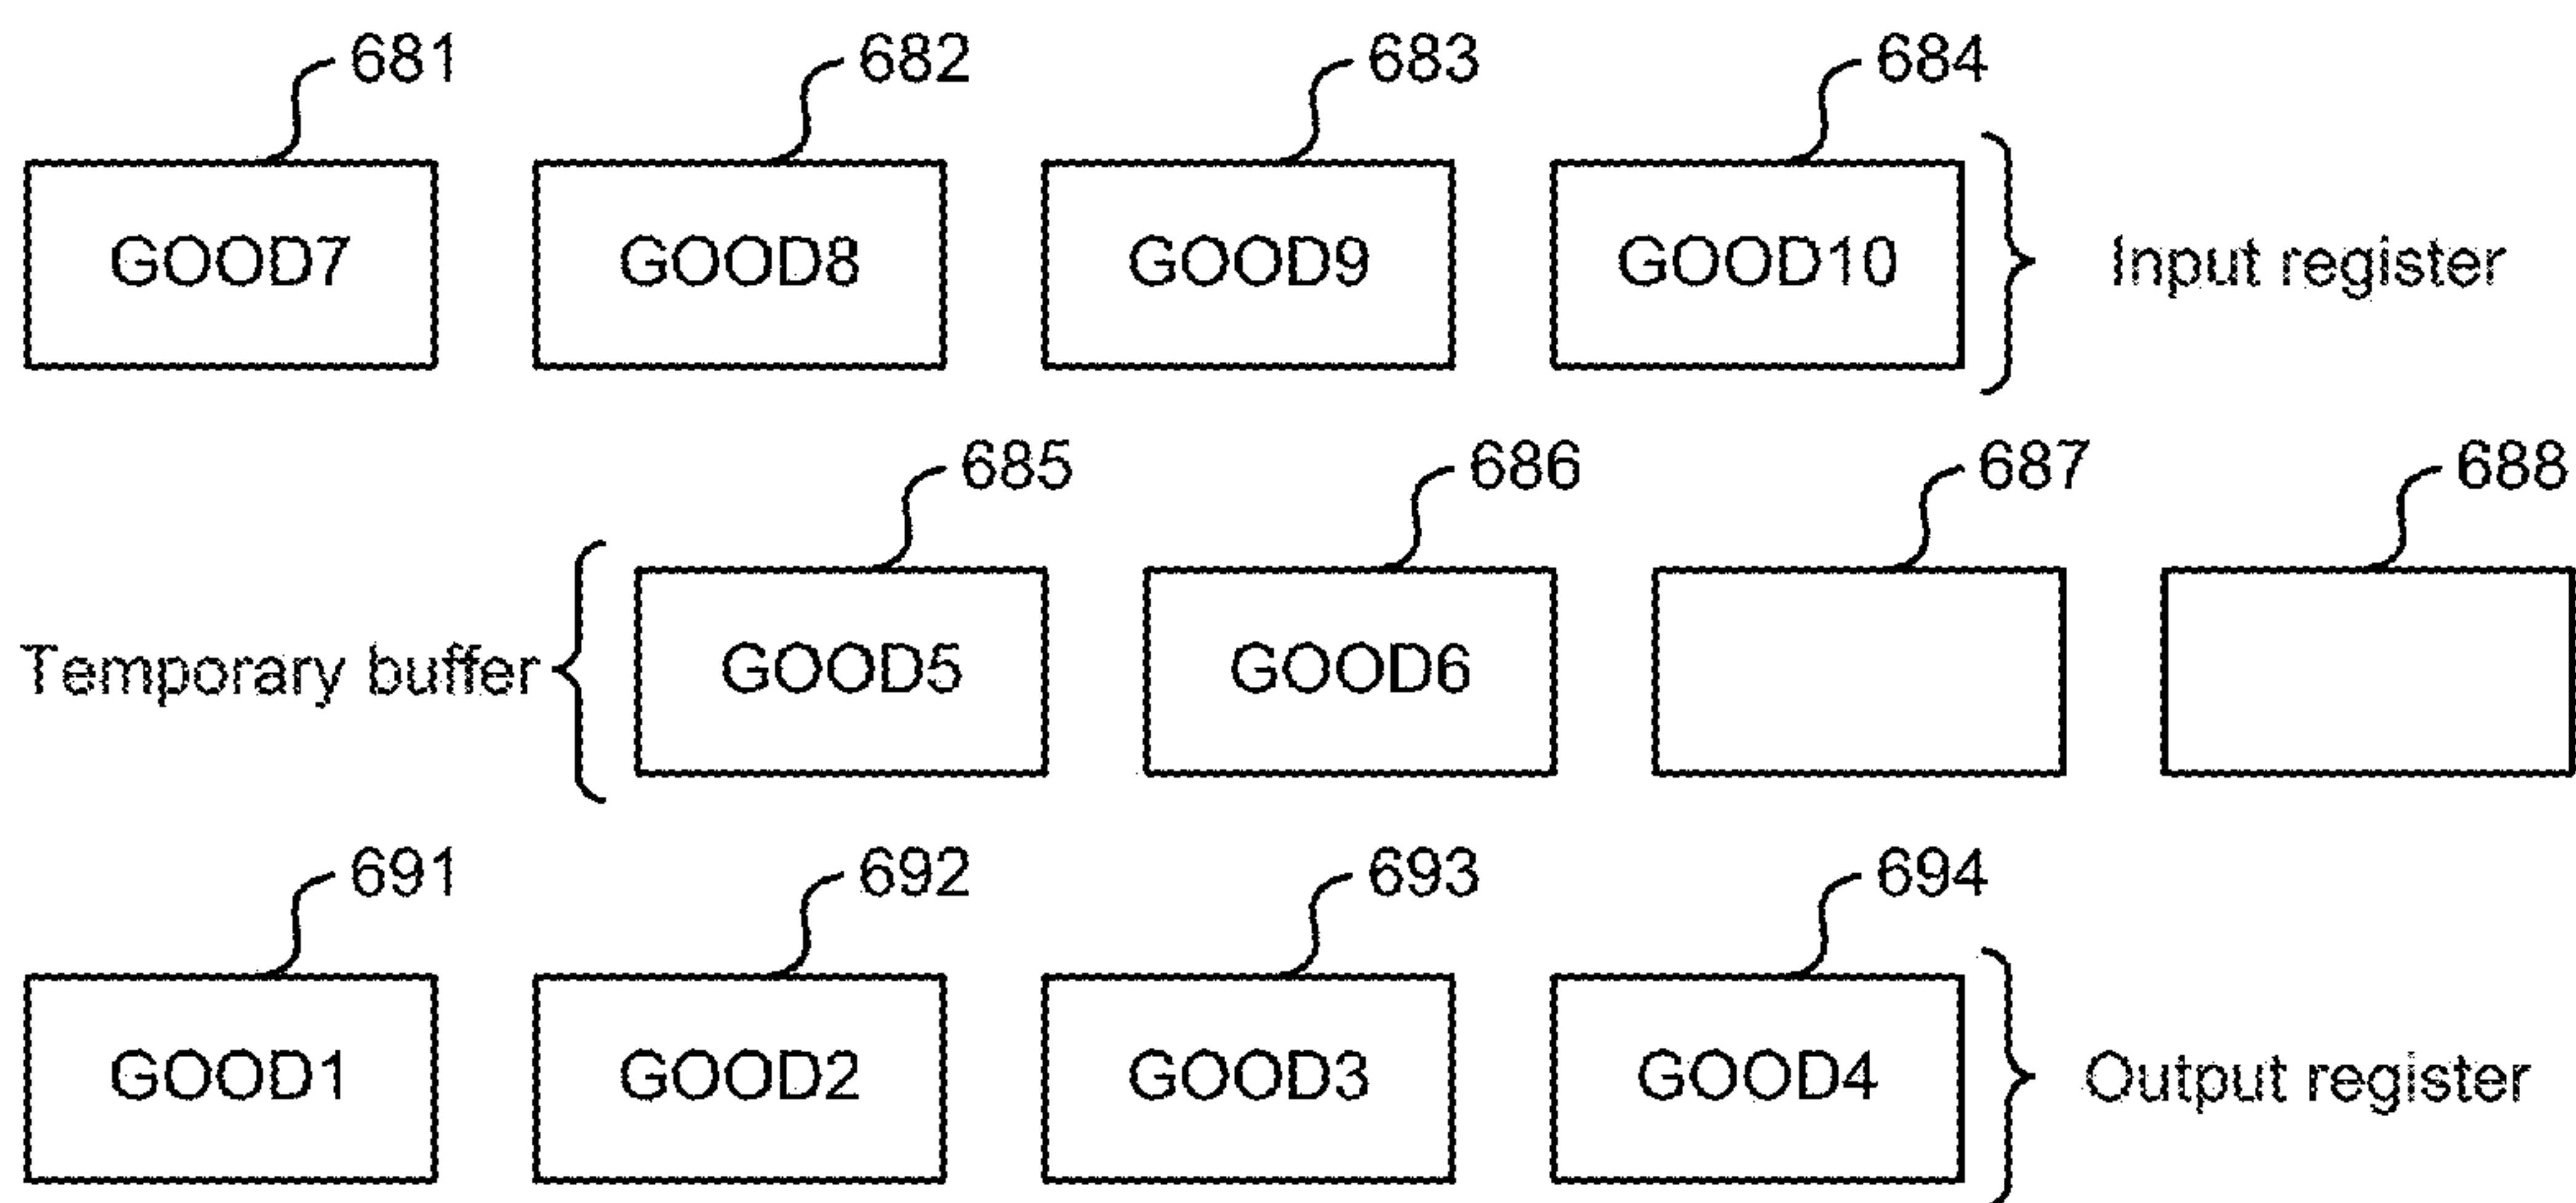 681 682 683 684
GOOD7 GOOD8 GOOD9 GOOD10 Input register
685 686 687 688
Temporary buffer GOOD5 GOOD6
691 692 693 694
GOOD1 GOOD2 GOOD3 GOOD4 Output register